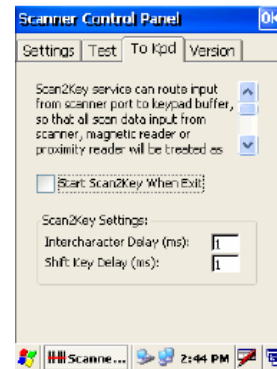 Scanner Control Panel OK
Settings Test To Kpd Version
Scan2Key service can route input
from scanner port to keypad buffer,
so that all scan data input from
scanner, magnetic reader or
proximity reader will be treated as
Start Scan2Key When Exit
Scan2Key Settings:
Intercharacter Delay (ms): 1
Shift Key Delay (ms): 1
Scanne... 2:44 PM